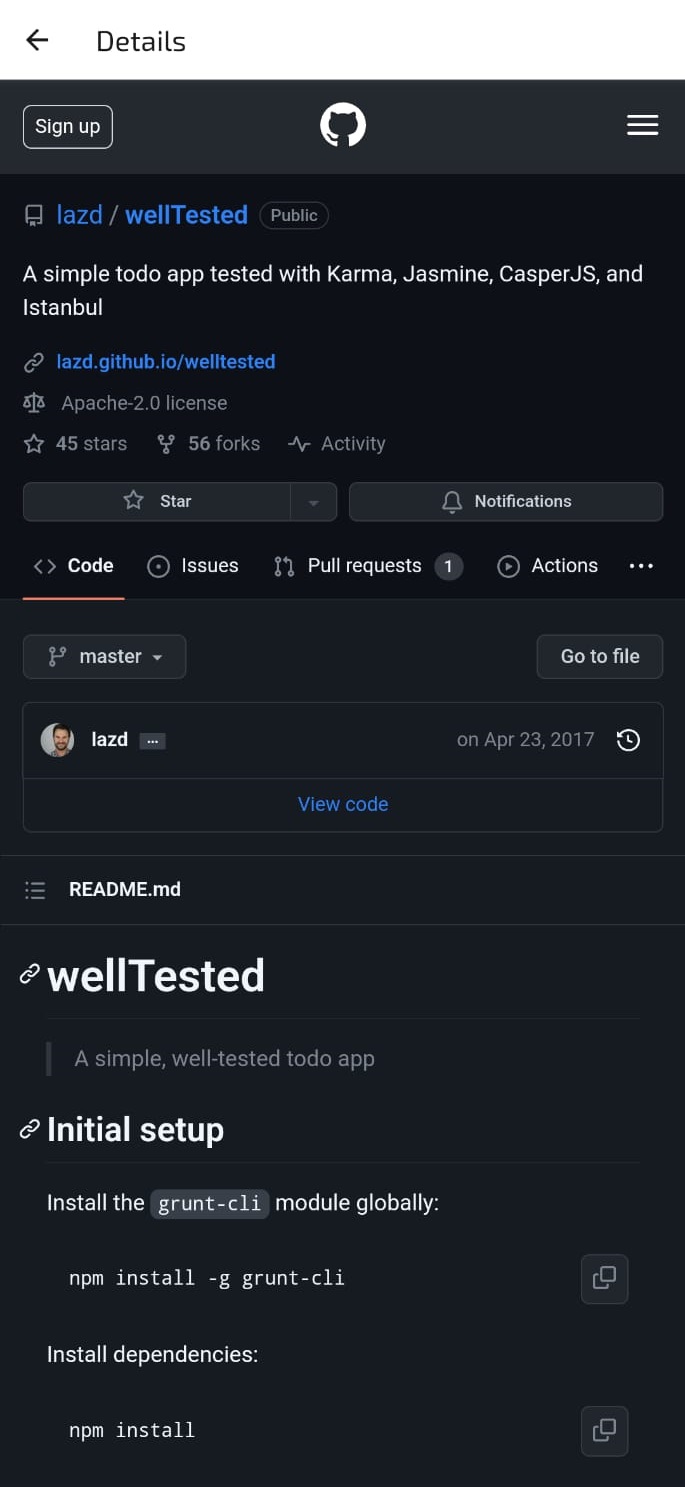 Details
Sign up
lazd / wellTested Public
A simple todo app tested with Karma, Jasmine, CasperJS, and
Istanbul
lazd.github.io/welltested
Apache-2.0 license
45 stars 56 forks Activity
Star Notifications
Code Issues Pull requests 1 Actions
master Go to file
lazd on Apr 23, 2017
View code
README.md
wellTested
A simple, well-tested todo app
Initial setup
Install the grunt-cli module globally:
npm install -g grunt-cli
Install dependencies:
npm install